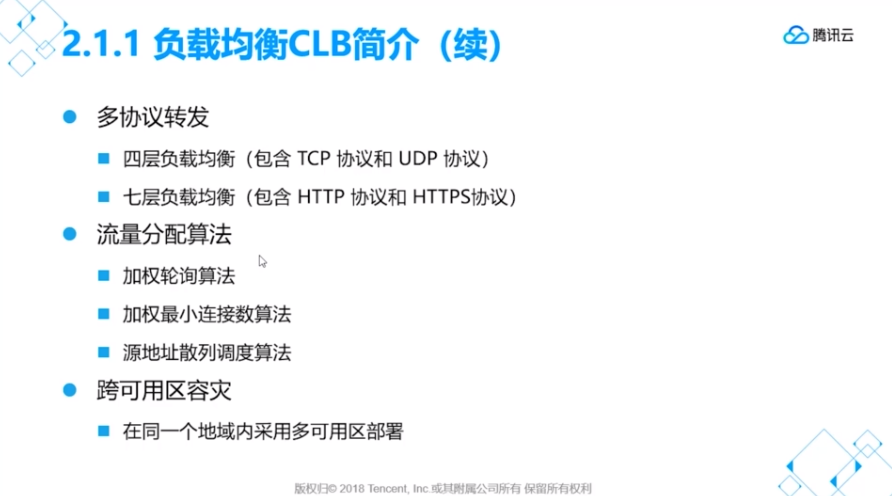 2.1.1 负载均衡CLB简介（续）
腾讯云
多协议转发
四层负载均衡（包含 TCP 协议和 UDP 协议）
七层负载均衡（包含 HTTP 协议和 HTTPS协议）
流量分配算法
加权轮询算法
加权最小连接数算法
源地址散列调度算法
跨可用区容灾
在同一个地域内采用多可用区部署
版权归© 2018 Tencent, Inc.或其附属公司所有 保留所有权利